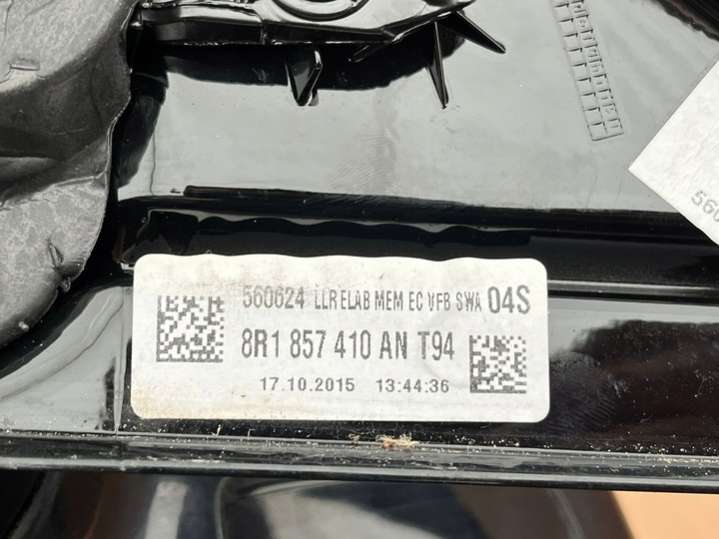 560624 LLR ELAB MEM EC VFB SWA 04S
8R1 857 410 AN T94
17.10.2015 13:44:36
560